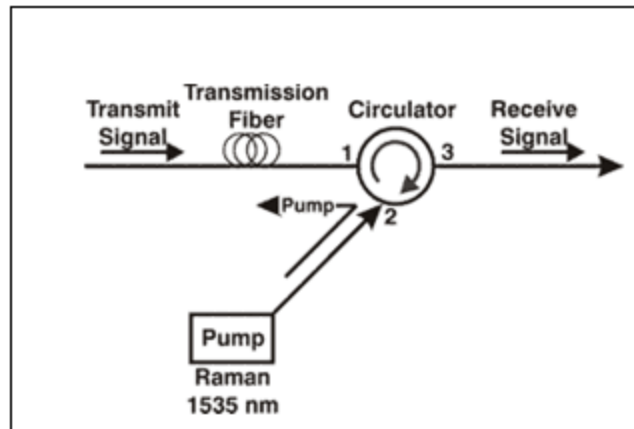 Transmit
Signal
Transmission
Fiber
Circulator
Receive
Signal
1
3
Pump
2
Pump
Raman
1535 nm